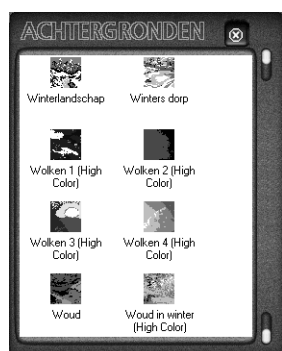 ACHTERGRONDEN
Winterlandschap Winters dorp
Wolken 1 (High Color) Wolken 2 (High Color)
Wolken 3 (High Color) Wolken 4 (High Color)
Woud Woud in winter (High Color)